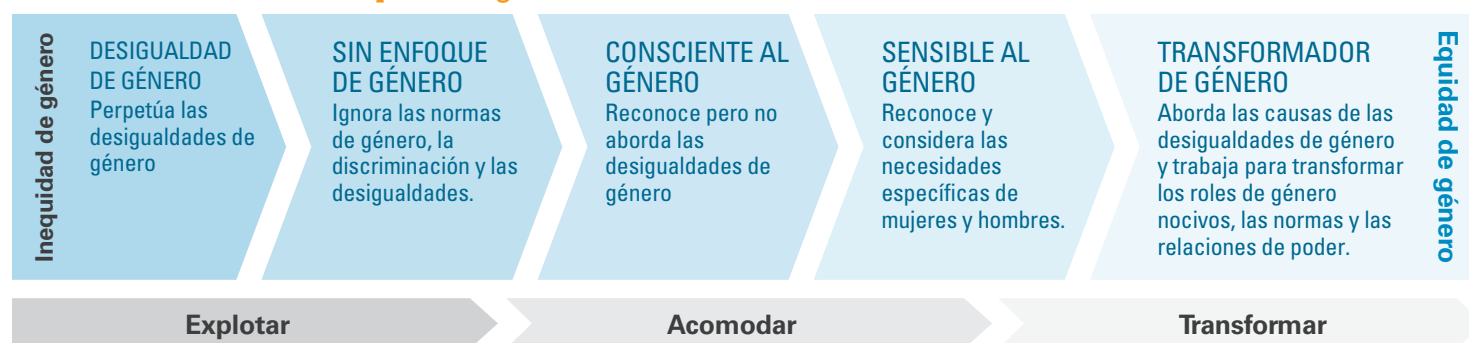 Inequidad de género
DESIGUALDAD
DE GÉNERO
Perpetúa las
desigualdades de
género
SIN ENFOQUE
DE GÉNERO
Ignora las normas
de género, la
discriminación y las
desigualdades.
CONSCIENTE AL
GÉNERO
Reconoce pero no
aborda las
desigualdades de
género
SENSIBLE AL
GÉNERO
Reconoce y
considera las
necesidades
específicas de
mujeres y hombres.
TRANSFORMADOR
DE GÉNERO
Aborda las causas de las
desigualdades de género
y trabaja para transformar
los roles de género
nocivos, las normas y las
relaciones de poder.
Equidad de género
Explotar
Acomodar
Transformar